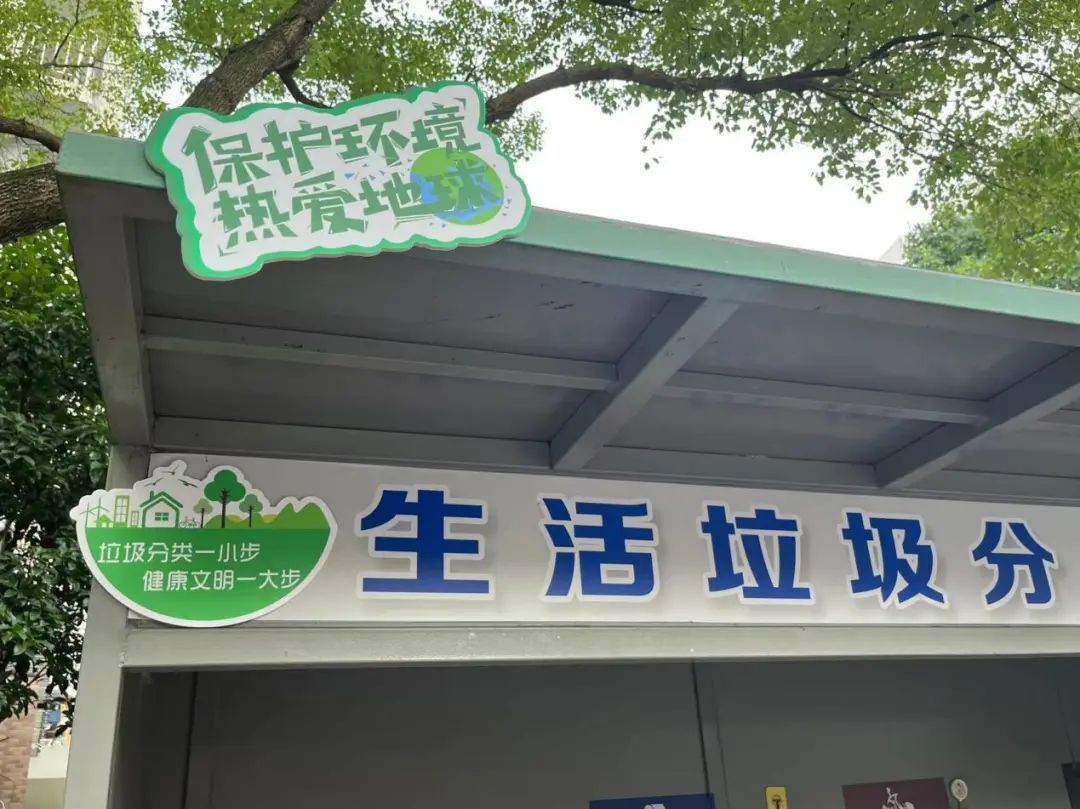 保护环境
热爱地球
垃圾分类一小步
健康文明一大步
生活垃圾分